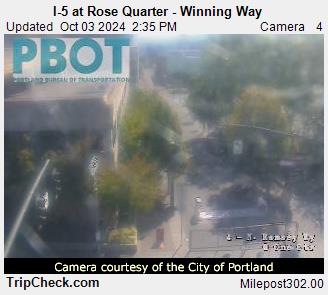 I-5 at Rose Quarter - Winning Way
Updated Oct 03 2024 2:35 PM Camera 4
PBOT
PORTLAND BUREAU OF TRANSPORTATION
Camera courtesy of the City of Portland
TripCheck.com Milepost302.00